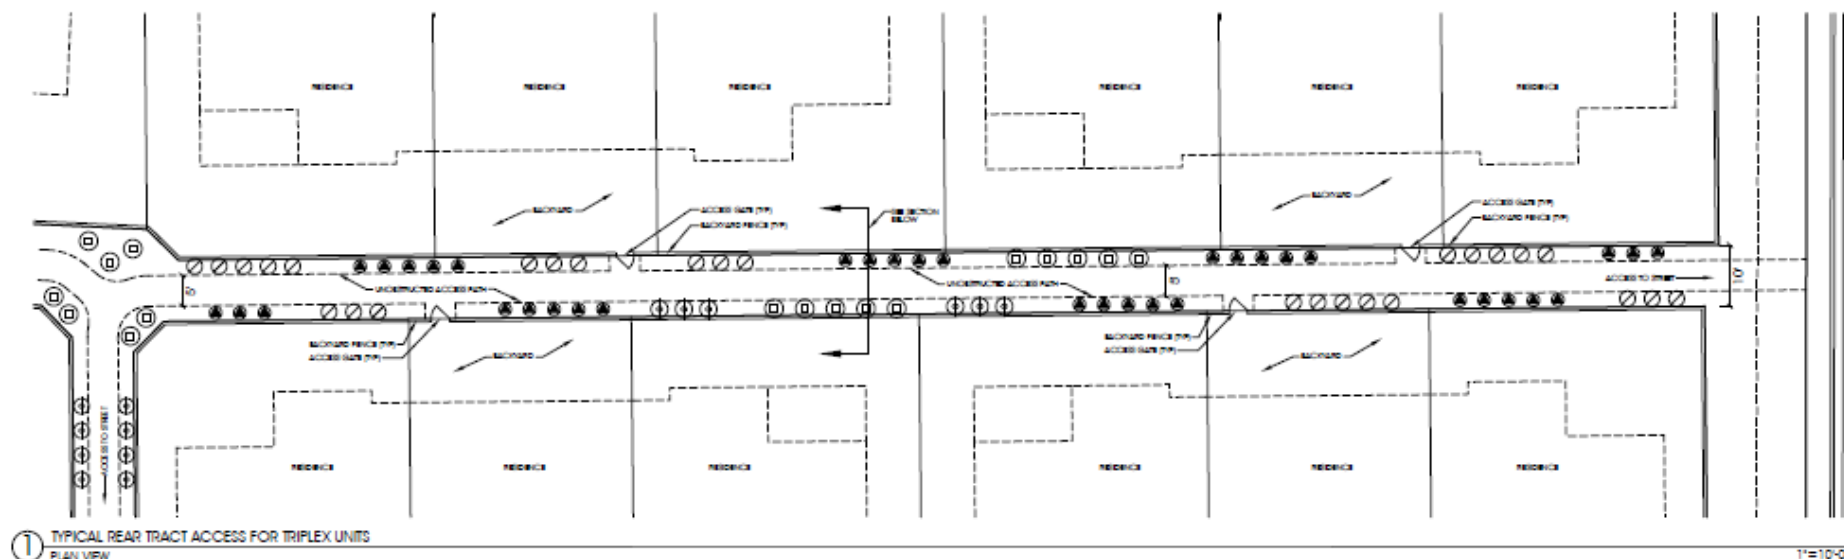 RESIDENCE
RESIDENCE
RESIDENCE
RESIDENCE
RESIDENCE
RESIDENCE
BACKYARD
ACCESS GATE (TYP)
BACKYARD FENCE (TYP)
SEE SECTION
BELOW
BACKYARD
ACCESS GATE (TYP)
BACKYARD FENCE (TYP)
ACCESS PATH
ACCESS PATH
ACCESS TO STREET
10'
BACKYARD FENCE (TYP)
ACCESS GATE (TYP)
BACKYARD
BACKYARD FENCE (TYP)
ACCESS GATE (TYP)
BACKYARD
ACCESS TO STREET
RESIDENCE
RESIDENCE
RESIDENCE
RESIDENCE
RESIDENCE
RESIDENCE
1
TYPICAL REAR TRACT ACCESS FOR TRIPLEX UNITS
PLAN VIEW